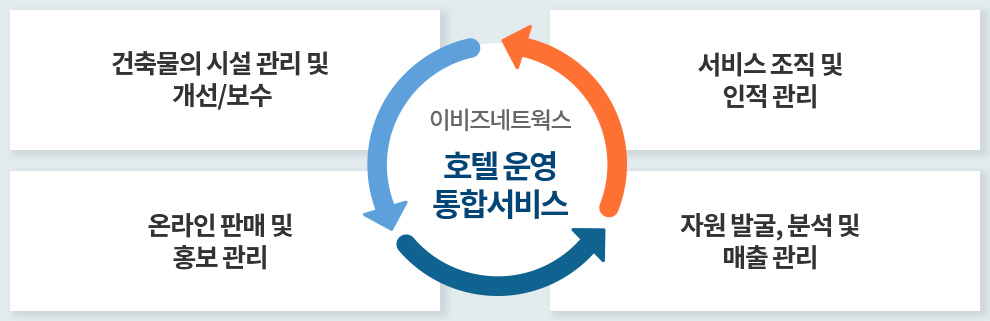 건축물의 시설 관리 및
개선/보수
서비스 조직 및
인적 관리
이비즈네트웍스
호텔 운영
통합서비스
온라인 판매 및
홍보 관리
자원 발굴, 분석 및
매출 관리